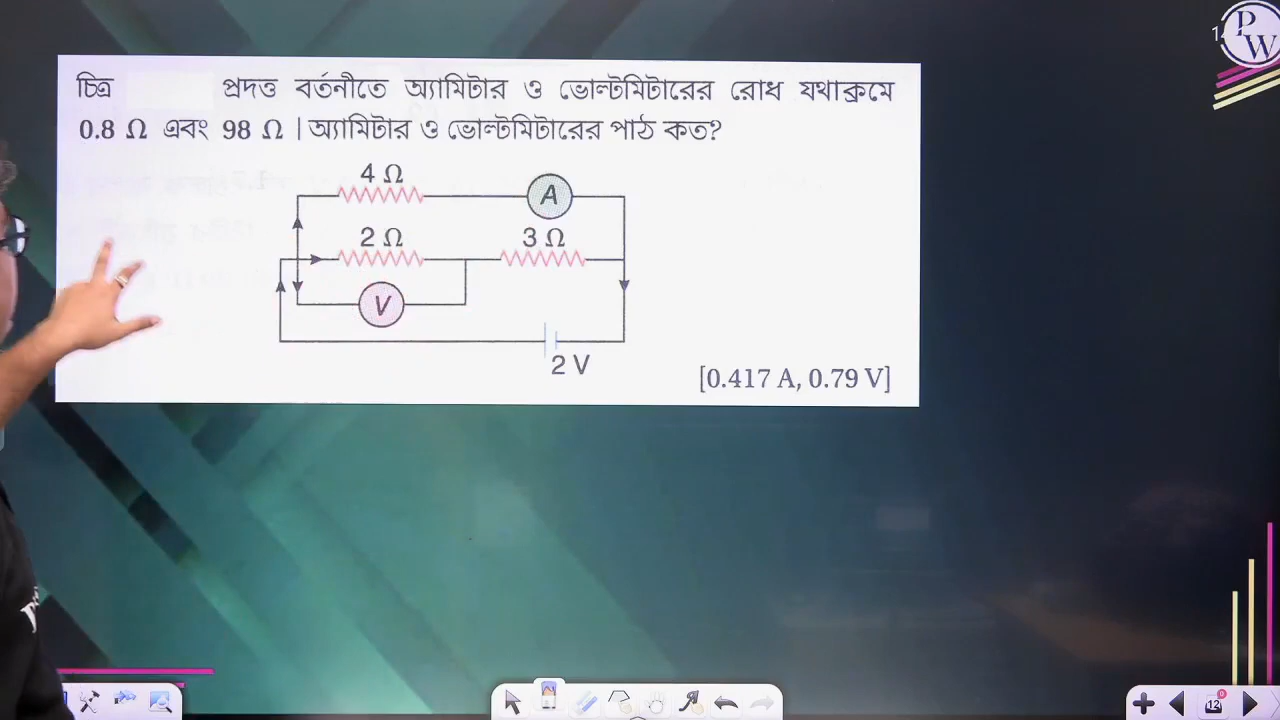 P
W
চিত্র প্রদত্ত বর্তনীতে অ্যামিটার ও ভোল্টমিটারের রোধ যথাক্রমে
0.8 Ω এবং 98 Ω | অ্যামিটার ও ভোল্টমিটারের পাঠ কত?
4 Ω
A
2 Ω
3 Ω
V
2 V
[0.417 A, 0.79 V]
12